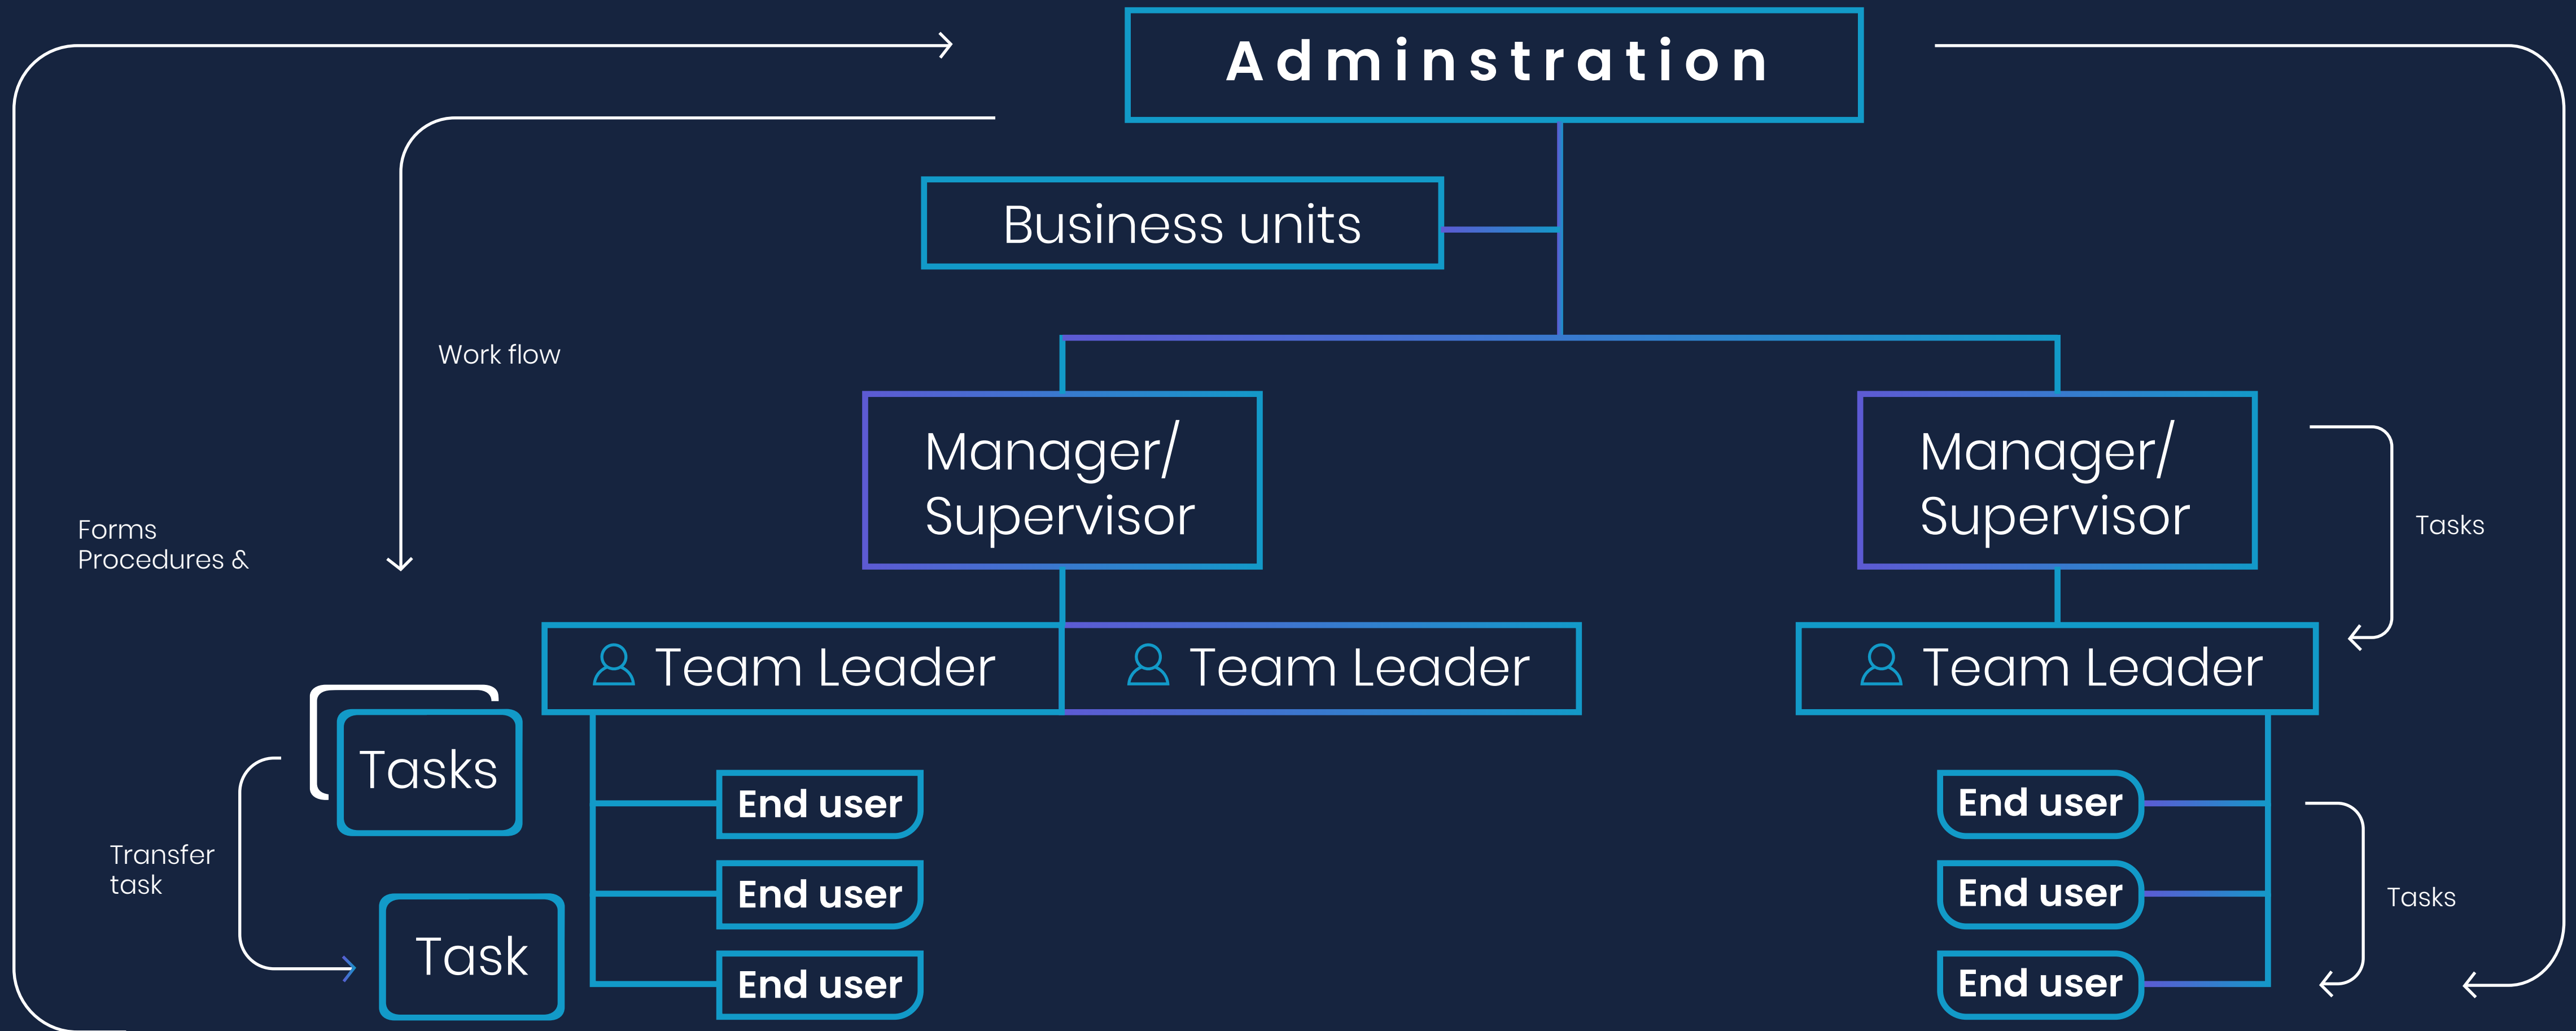 Adminstration
Business units
Work flow
Manager/
Supervisor
Manager/
Supervisor
Forms
Procedures &
Tasks
Team Leader
Team Leader
Team Leader
Tasks
End user
End user
Transfer
task
End user
End user
Tasks
Task
End user
End user